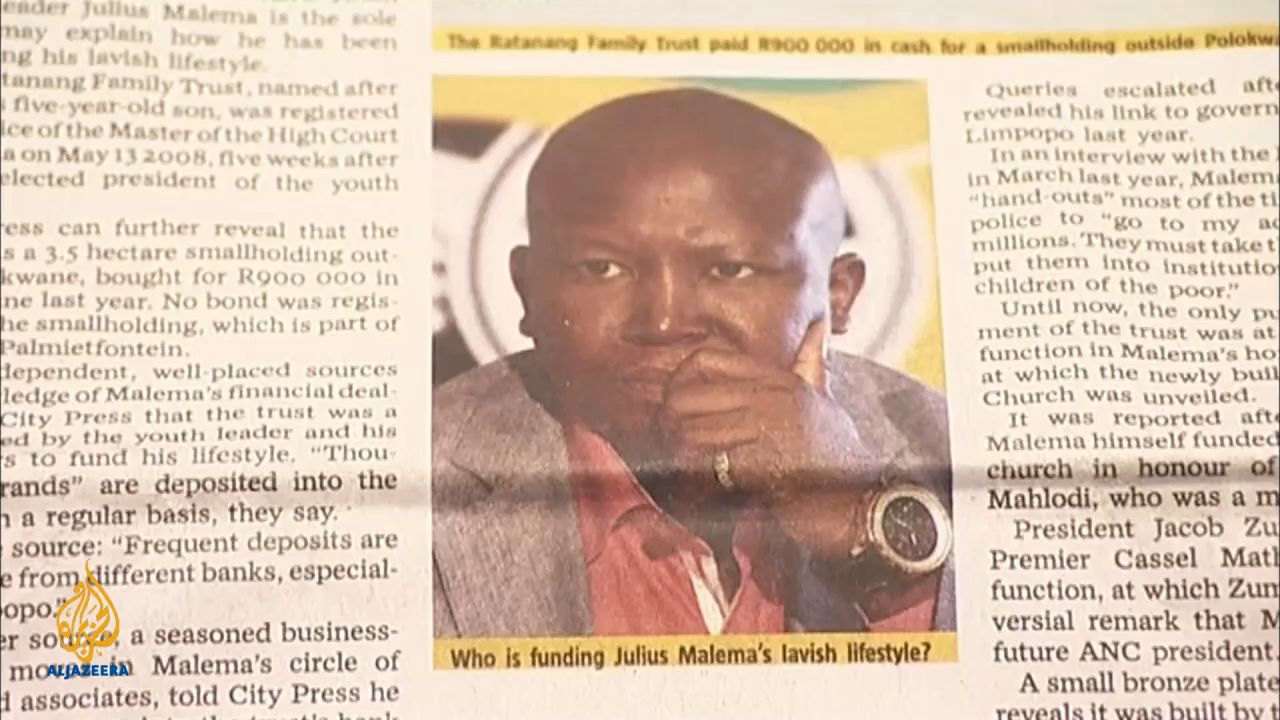 eader Julius Malema is the sole
may explain how he has been
ng his lavish lifestyle.
tanang Family Trust, named after
five-year-old son, was registered
ice of the Master of the High Court
a on May 13 2008, five weeks after
elected president of the youth
ress can further reveal that the
s a 3.5 hectare smallholding out-
kwane, bought for R900 000 in
ne last year. No bond was regis-
he smallholding, which is part of
Palmietfontein.
dependent, well-placed sources
ledge of Malema's financial deal-
City Press that the trust was a
ed by the youth leader and his
s to fund his lifestyle. "Thou-
rands" are deposited into the
n a regular basis, they say.
source: "Frequent deposits are
e from different banks, especial-
popo."
er source, a seasoned business-
moves in Malema's circle of
d associates, told City Press he
The Ratanang Family Trust paid R900 000 in cash for a smallholding outside Polokwa
Who is funding Julius Malema's lavish lifestyle?
Queries escalated afte
revealed his link to govern
Limpopo last year.
In an interview with the
in March last year, Malema
"hand-outs" most of the ti
police to "go to my ac
millions. They must take t
put them into institutio
children of the poor."
Until now, the only pu
ment of the trust was at
function in Malema's ho
at which the newly buil
Church was unveiled.
It was reported afte
Malema himself funded
church in honour of
Mahlodi, who was a m
President Jacob Zu
Premier Cassel Mat
function, at which Zun
versial remark that M
future ANC president.
A small bronze plate
reveals it was built by t
ALJAZEERA